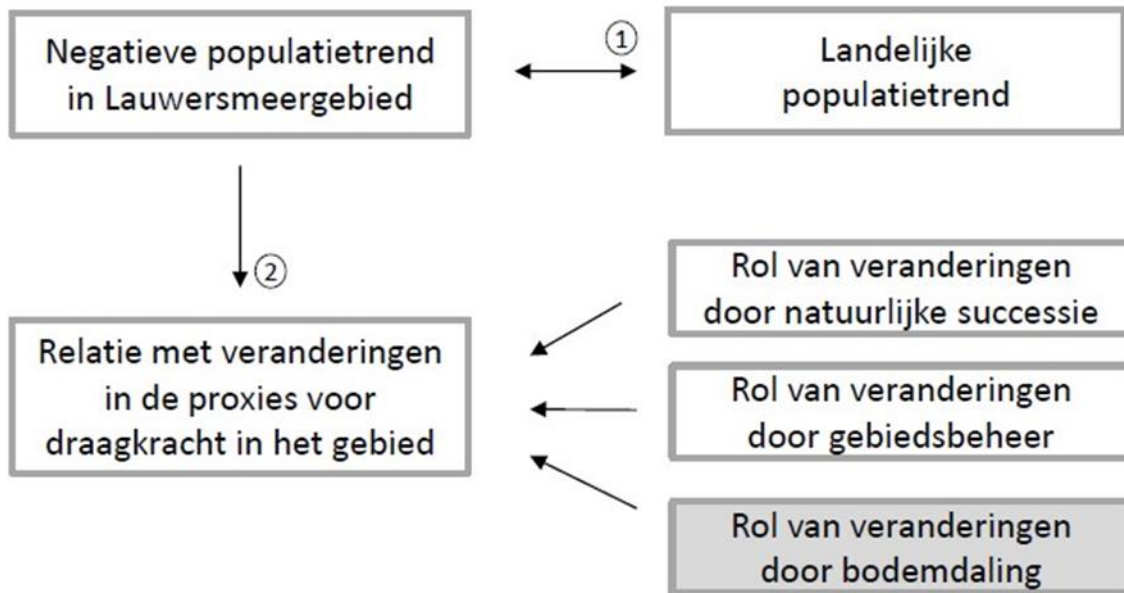 Negatieve populatietrend
in Lauwersmeergebied
1
Landelijke
populatietrend
2
Relatie met veranderingen
in de proxies voor
draagkracht in het gebied
Rol van veranderingen
door natuurlijke successie
Rol van veranderingen
door gebiedsbeheer
Rol van veranderingen
door bodemdaling